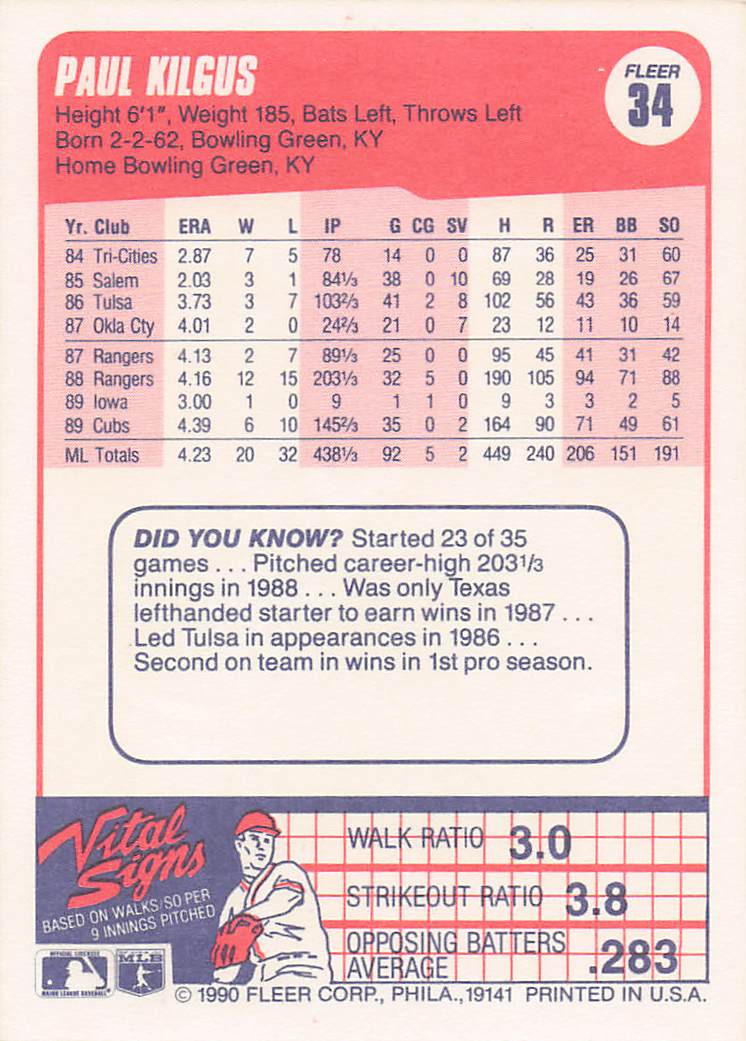 PAUL KILGUS
FLEER
34
Height 6'1", Weight 185, Bats Left, Throws Left
Born 2-2-62, Bowling Green, KY
Home Bowling Green, KY
Yr. Club ERA W L IP G CG SV H R ER BB SO
84 Tri-Cities 2.87 7 5 78 14 0 0 87 36 25 31 60
85 Salem 2.03 3 1 84⅓ 38 0 10 69 28 19 26 67
86 Tulsa 3.73 3 7 103⅔ 41 2 8 102 56 43 36 59
87 Okla Cty 4.01 2 0 24⅔ 21 0 7 23 12 11 10 14
87 Rangers 4.13 2 7 89⅓ 25 0 0 95 45 41 31 42
88 Rangers 4.16 12 15 203⅓ 32 5 0 190 105 94 71 88
89 Iowa 3.00 1 0 9 1 1 0 9 3 3 2 5
89 Cubs 4.39 6 10 145⅔ 35 0 2 164 90 71 49 61
ML Totals 4.23 20 32 438⅓ 92 5 2 449 240 206 151 191
DID YOU KNOW? Started 23 of 35
games . . . Pitched career-high 203⅓
innings in 1988 . . . Was only Texas
lefthanded starter to earn wins in 1987 . . .
Led Tulsa in appearances in 1986 . . .
Second on team in wins in 1st pro season.
Vital
Signs
BASED ON WALKS/SO PER
9 INNINGS PITCHED
WALK RATIO 3.0
STRIKEOUT RATIO 3.8
OPPOSING BATTERS
AVERAGE .283
OFFICIAL LICENSEE
MAJOR LEAGUE BASEBALL
MLB
© 1990 FLEER CORP., PHILA., 19141 PRINTED IN U.S.A.